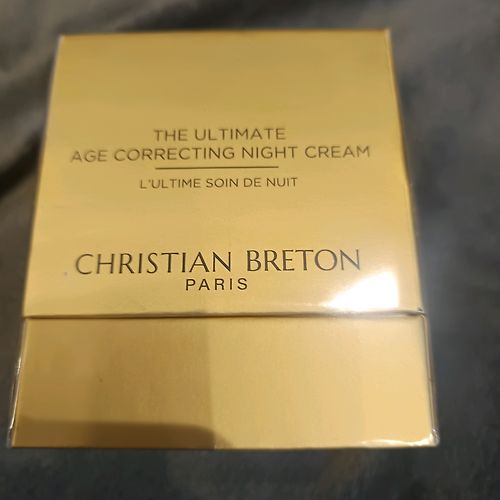 THE ULTIMATE
AGE CORRECTING NIGHT CREAM
L'ULTIME SOIN DE NUIT
CHRISTIAN BRETON
PARIS